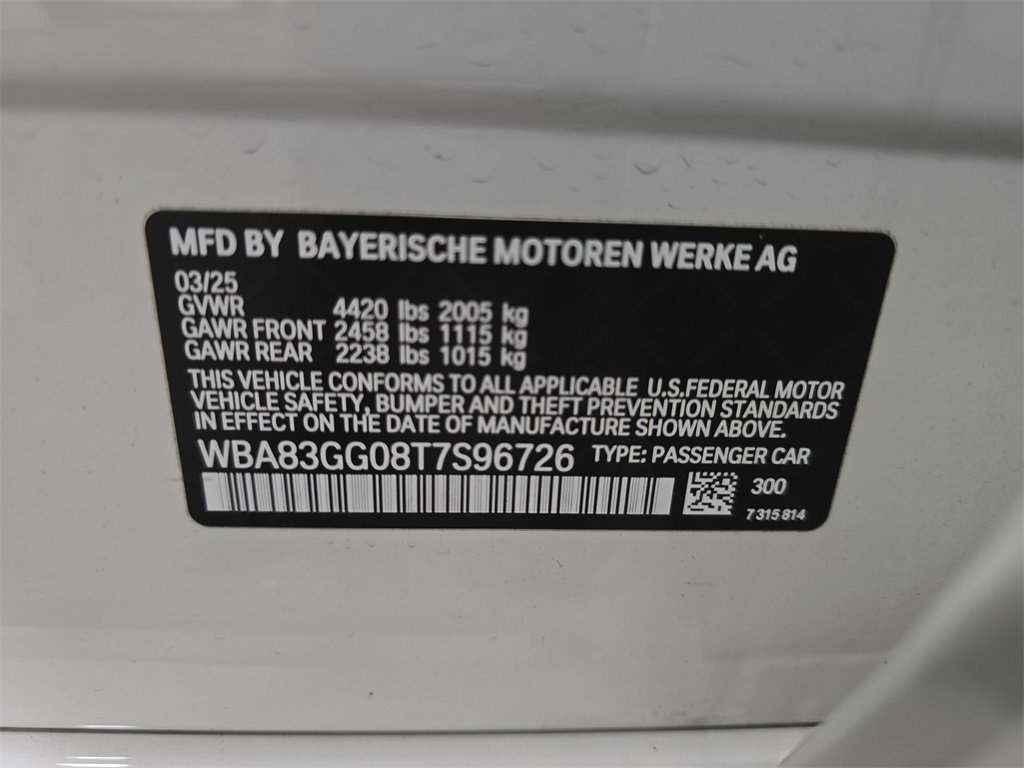 MFD BY BAYERISCHE MOTOREN WERKE AG
03/25
GVWR 4420 lbs 2005 kg
GAWR FRONT 2458 lbs 1115 kg
GAWR REAR 2238 lbs 1015 kg
THIS VEHICLE CONFORMS TO ALL APPLICABLE U.S.FEDERAL MOTOR
VEHICLE SAFETY, BUMPER AND THEFT PREVENTION STANDARDS
IN EFFECT ON THE DATE OF MANUFACTURE SHOWN ABOVE.
WBA83GG08T7S96726 TYPE: PASSENGER CAR
300
7 315 814